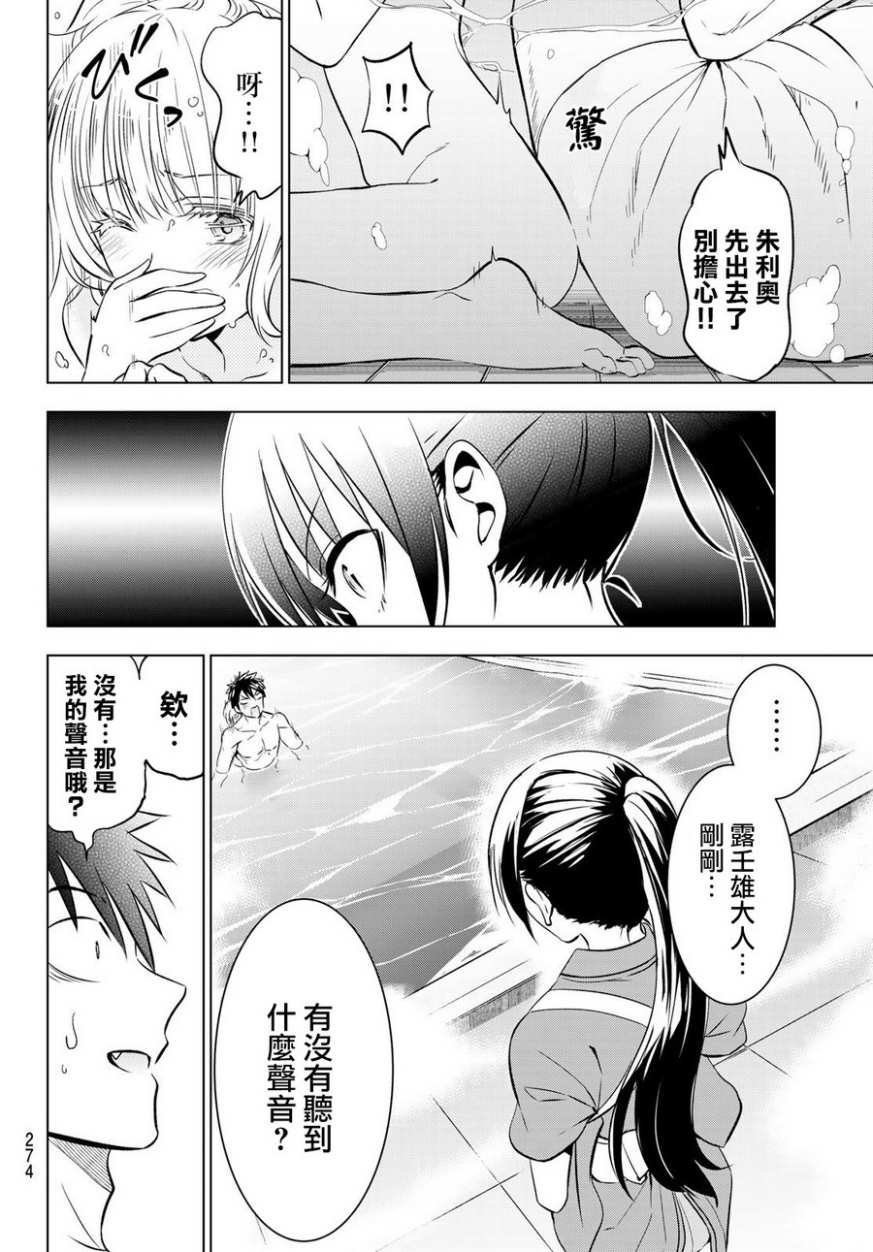 驚
朱利奧
先出去了
別擔心!!
!!
呀…!!
びくっ
……
露壬雄大人…
剛剛…
有沒有聽到
什麼聲音?
欸…
沒有…那是
我的聲音哦?
274